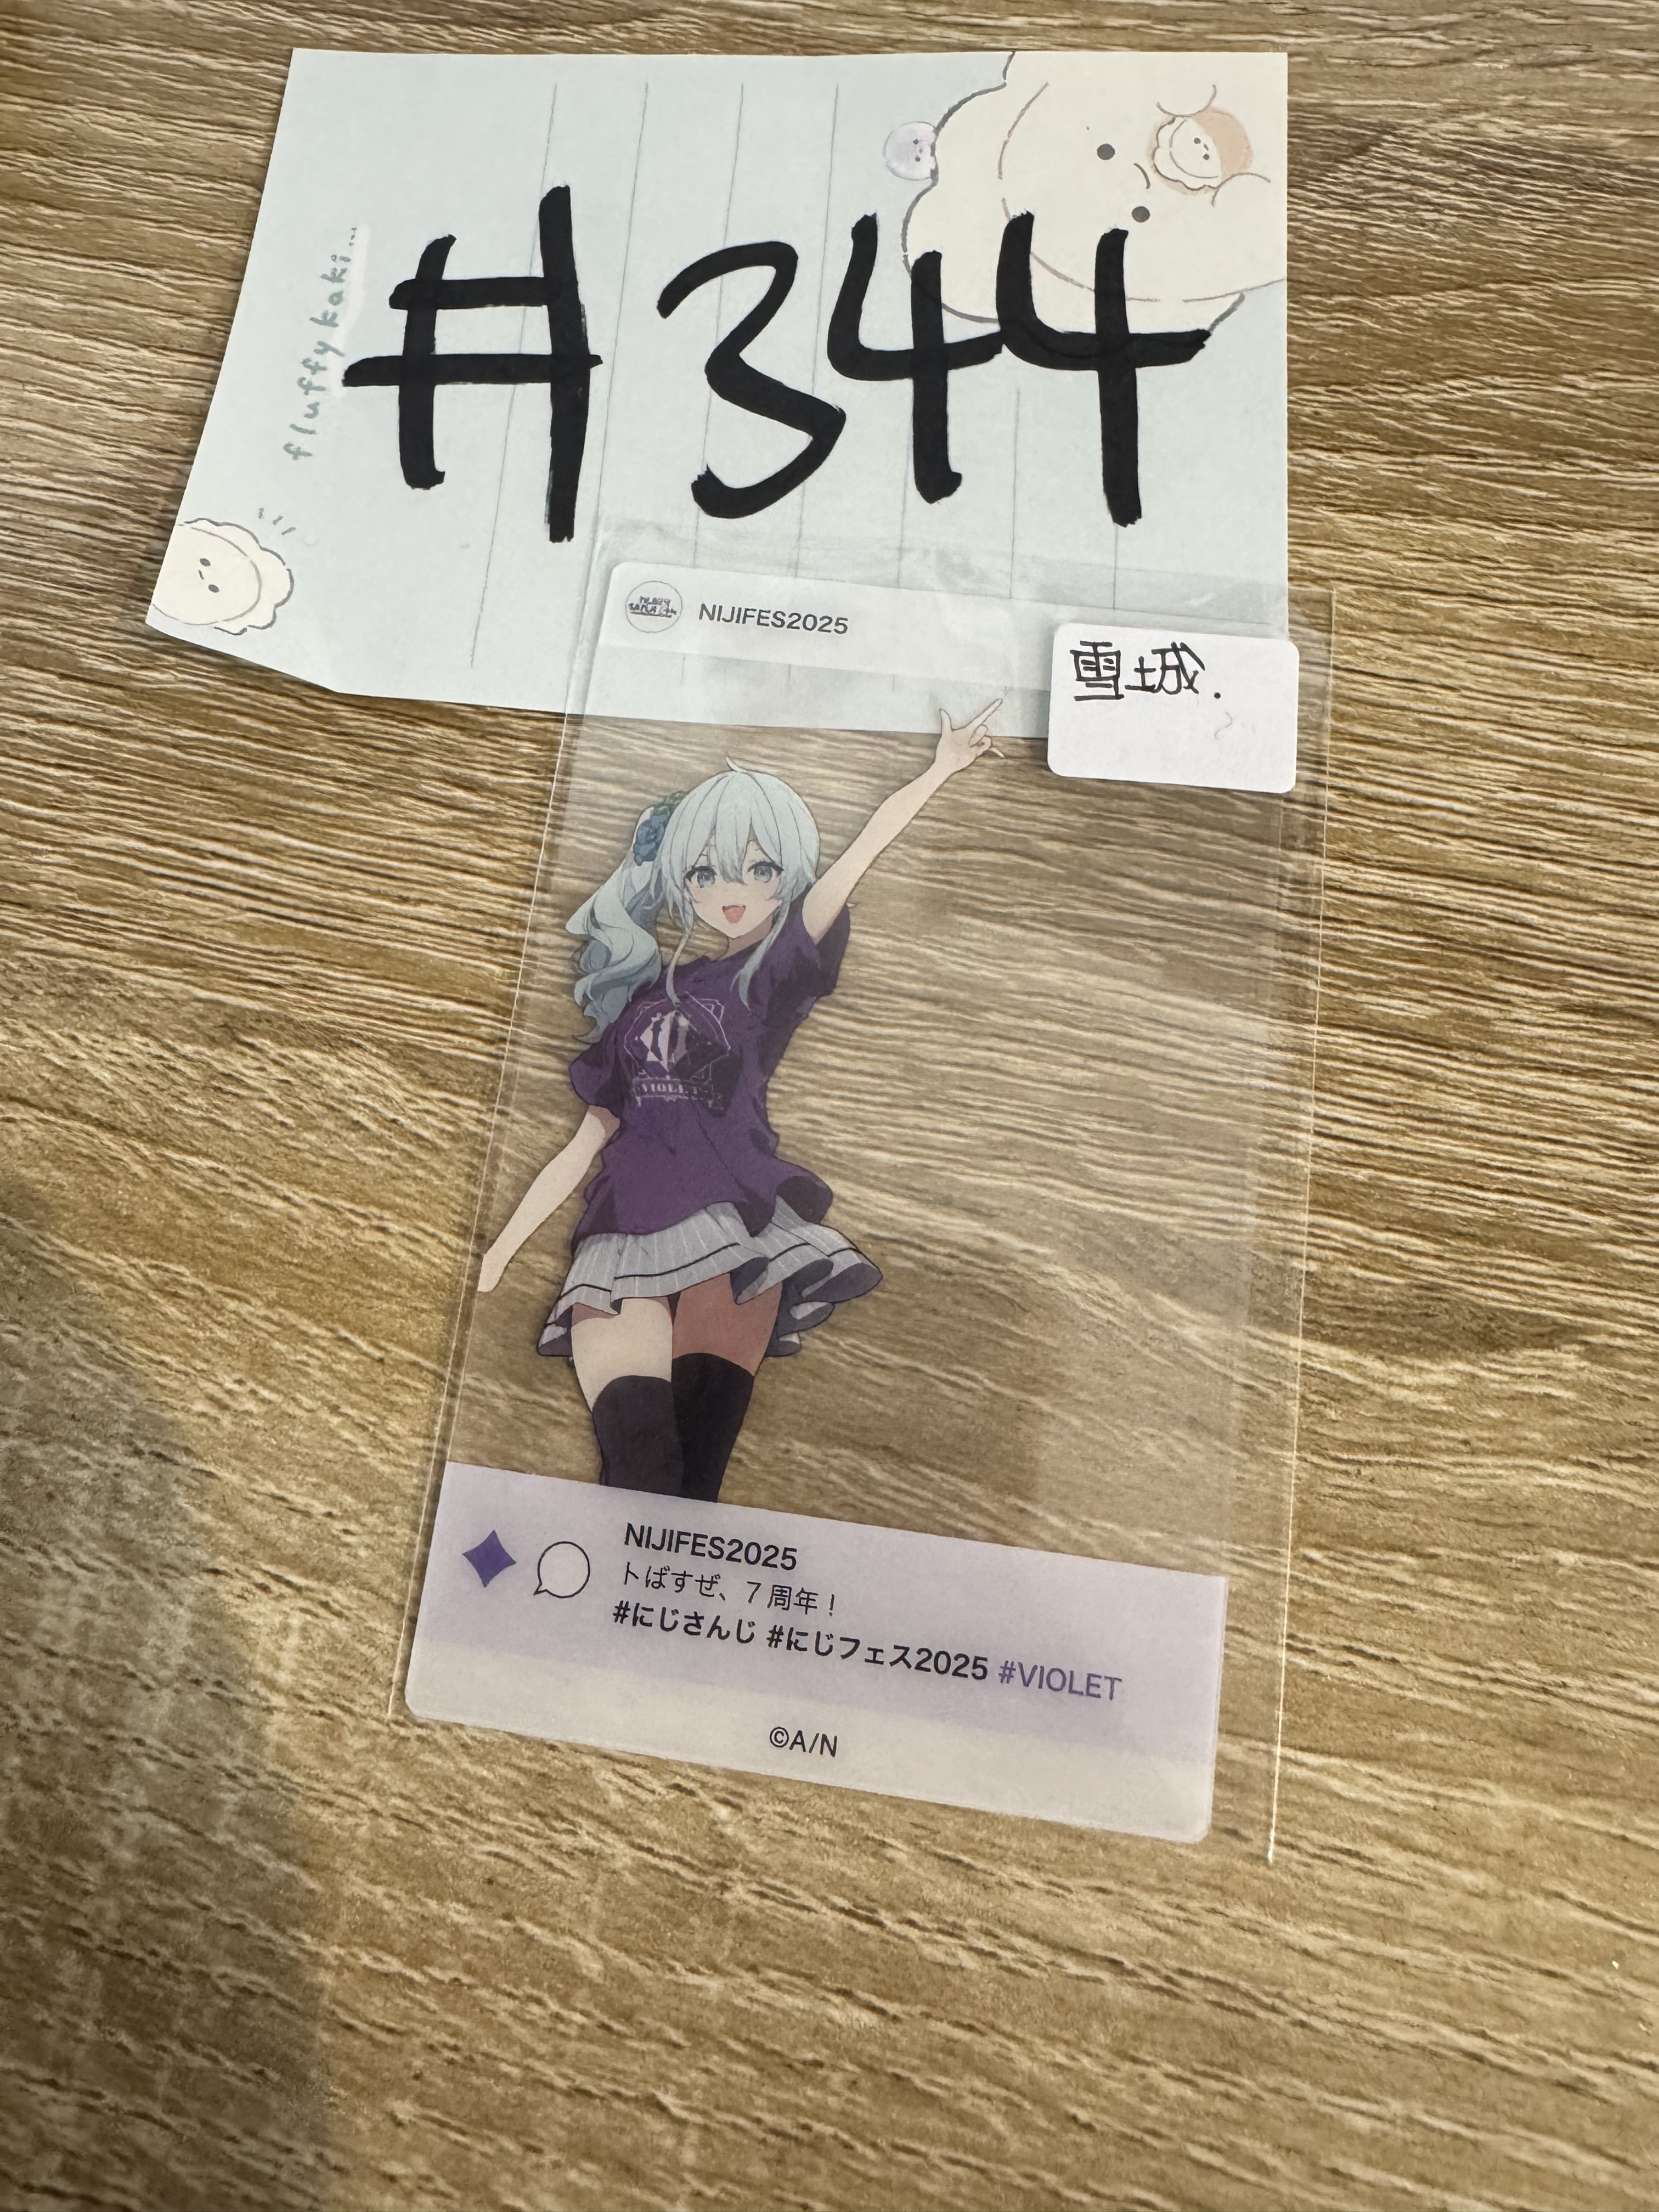 #344
fluffy kaki...
NIJIFES2025
雪城.
VIOLET
NIJIFES2025
トばすぜ、7周年！
#にじさんじ #にじフェス2025 #VIOLET
©A/N